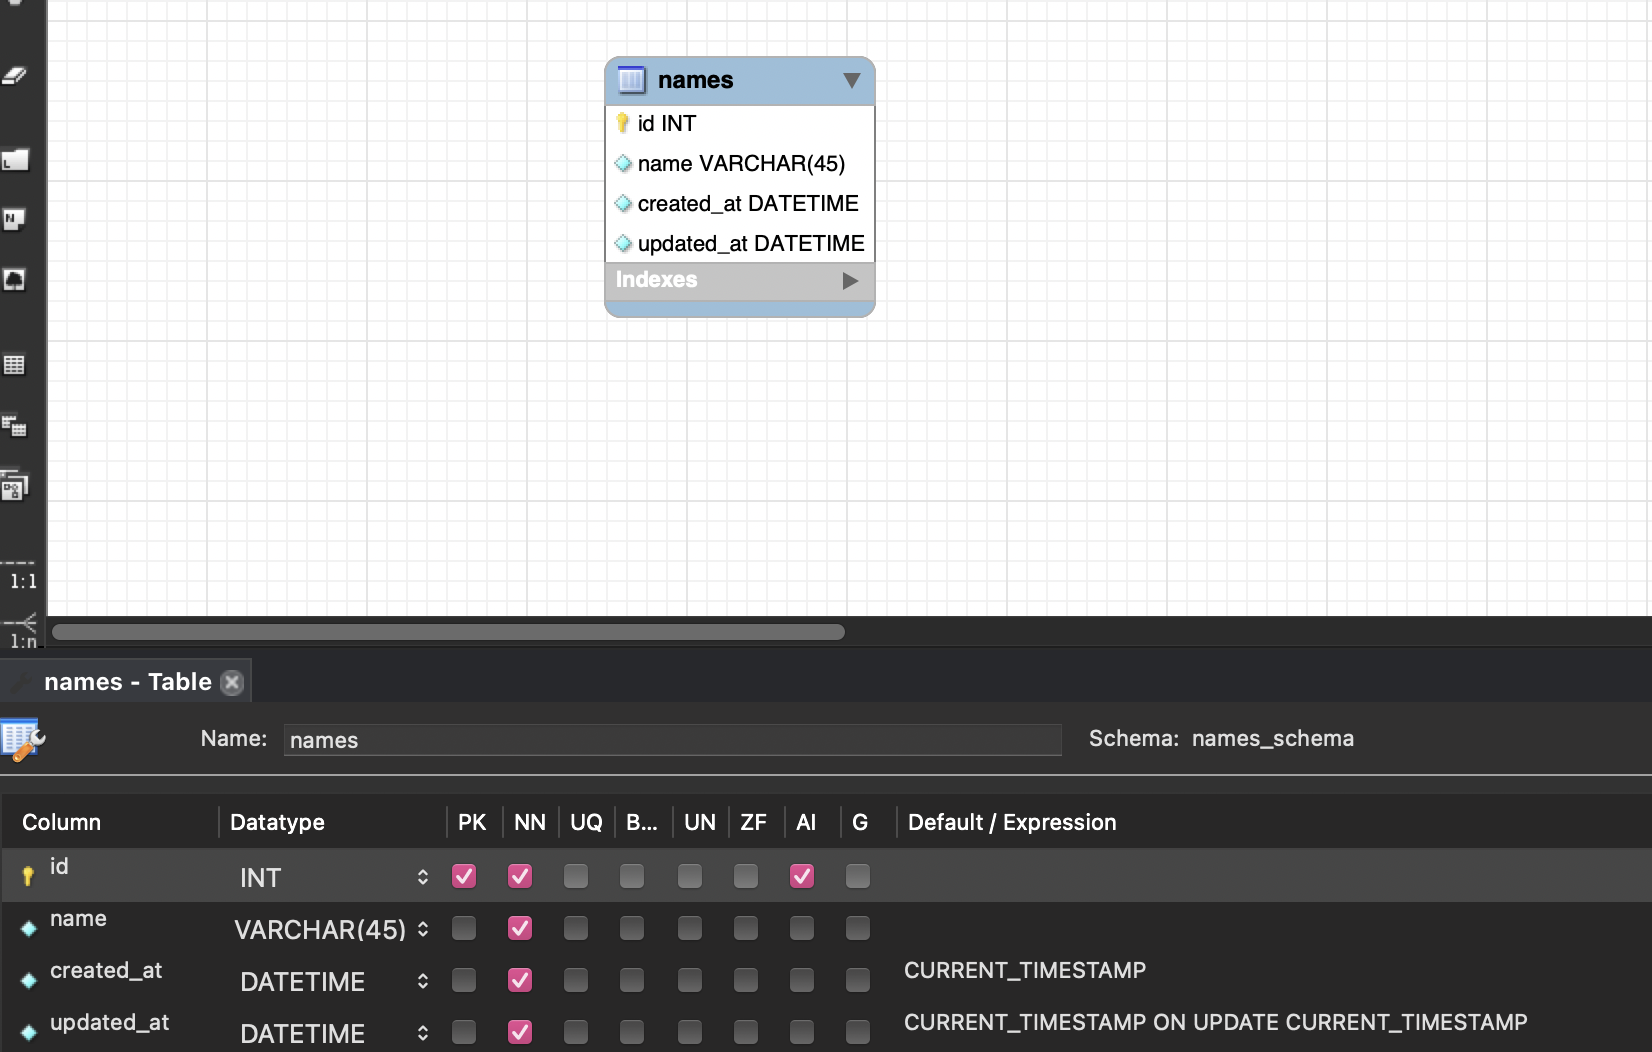 names
id INT
name VARCHAR(45)
created_at DATETIME
updated_at DATETIME
Indexes
L
N
1:1
1:n
names - Table
Name: names Schema: names_schema
Column Datatype PK NN UQ B... UN ZF AI G Default / Expression
id INT
name VARCHAR(45)
created_at DATETIME CURRENT_TIMESTAMP
updated_at DATETIME CURRENT_TIMESTAMP ON UPDATE CURRENT_TIMESTAMP